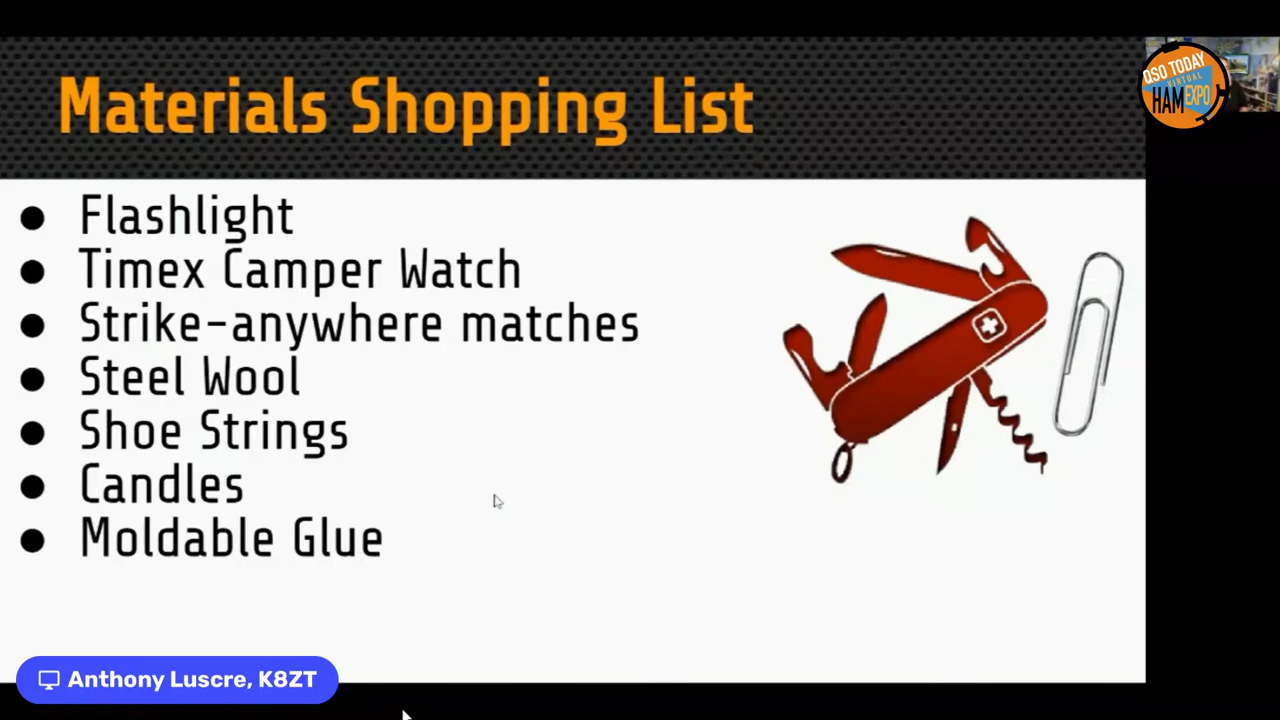 Materials Shopping List
QSO TODAY
VIRTUAL
HAM EXPO
● Flashlight
● Timex Camper Watch
● Strike-anywhere matches
● Steel Wool
● Shoe Strings
● Candles
● Moldable Glue
Anthony Luscre, K8ZT